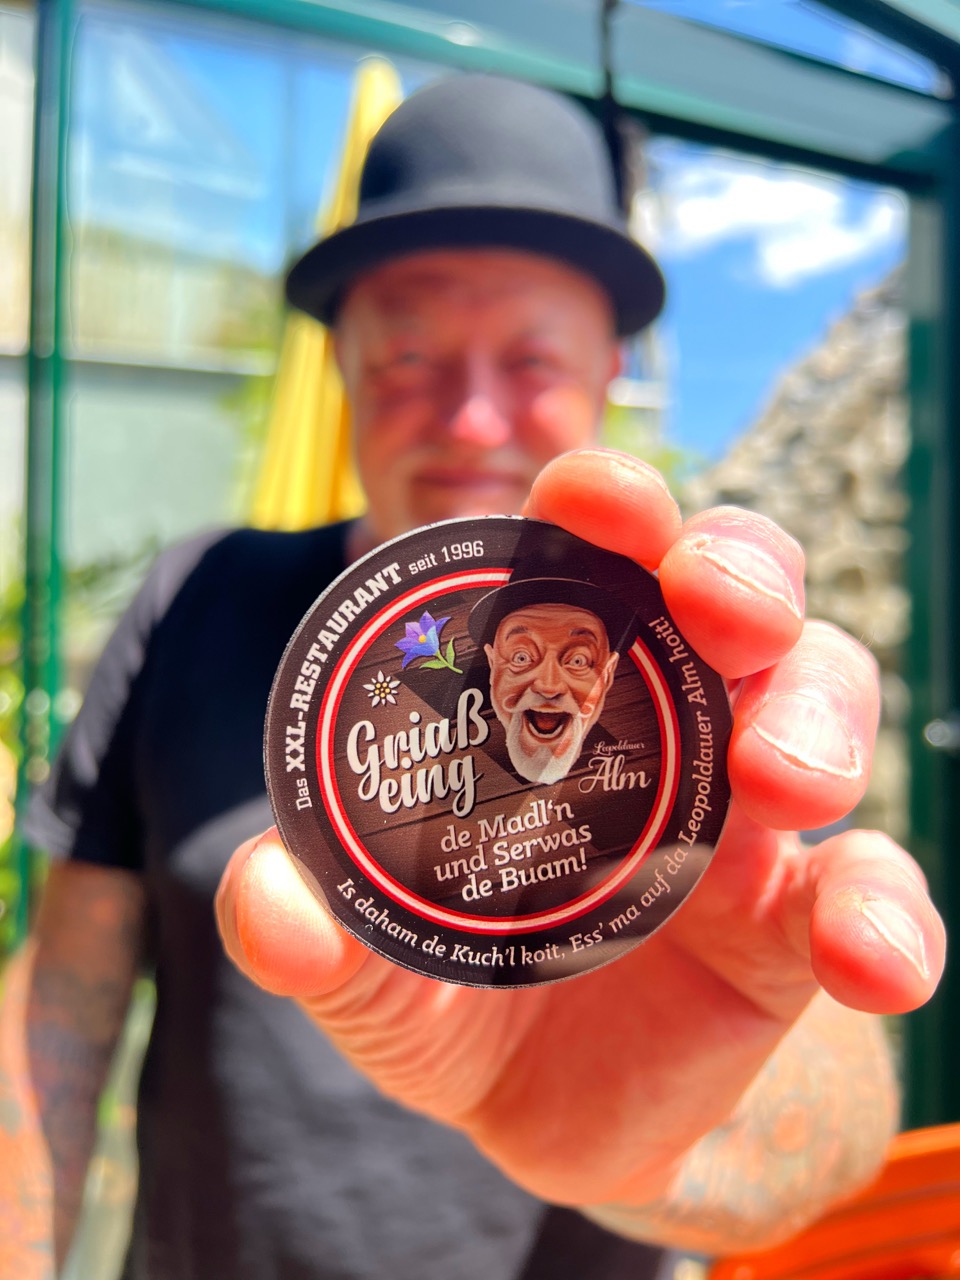 Das XXL-RESTAURANT seit 1996
Griaß
eing
Leopoldauer
Alm
de Madl'n
und Serwas
de Buam!
Is daham de Kuch'l koit, Ess' ma auf da Leopoldauer Alm hoit!